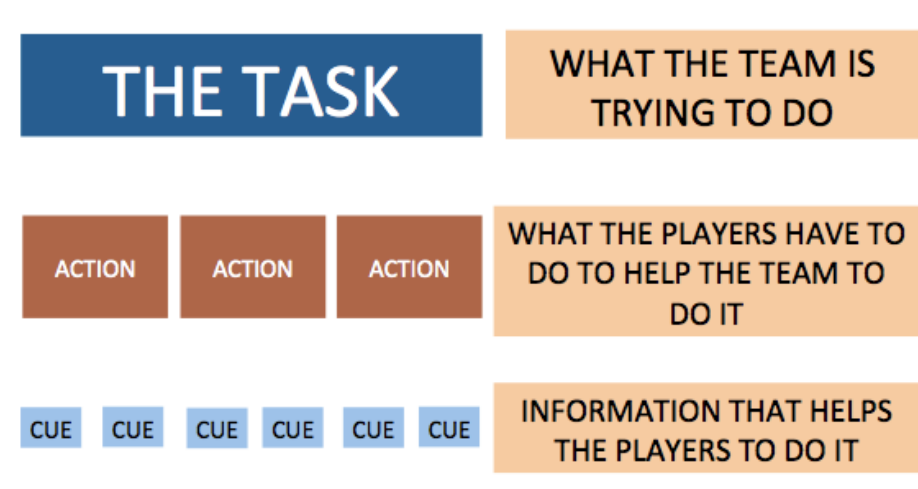 THE TASK
WHAT THE TEAM IS
TRYING TO DO
ACTION
ACTION
ACTION
WHAT THE PLAYERS HAVE TO
DO TO HELP THE TEAM TO
DO IT
CUE
CUE
CUE
CUE
CUE
CUE
INFORMATION THAT HELPS
THE PLAYERS TO DO IT